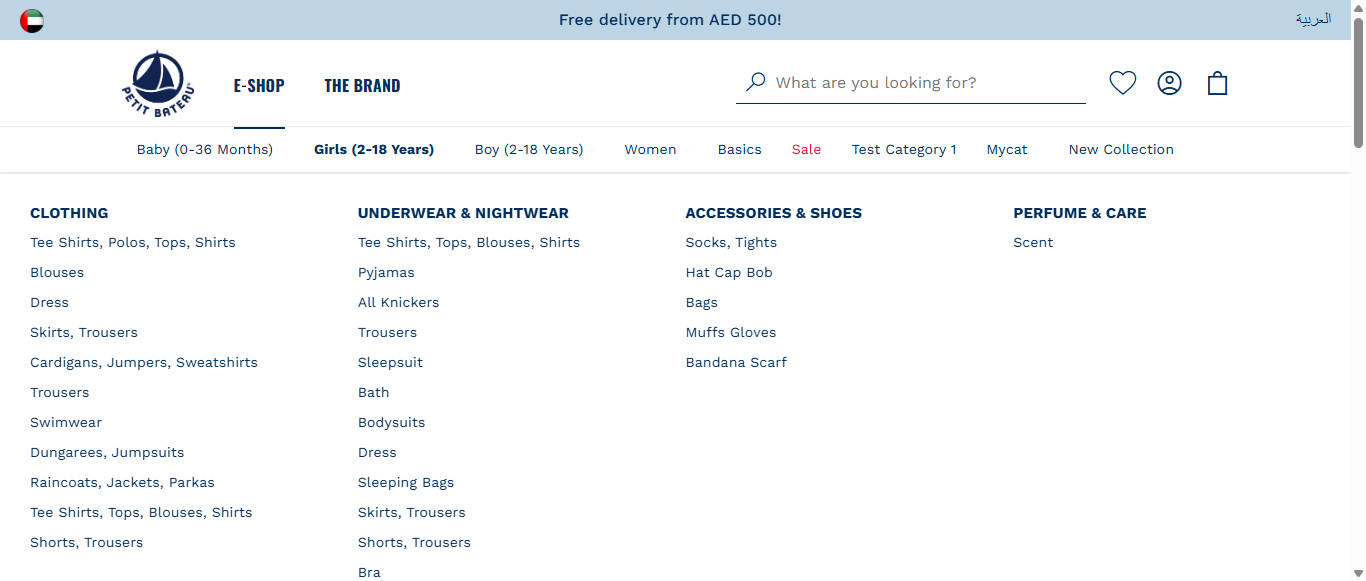 Free delivery from AED 500!
العربية
PETIT BATEAU
E-SHOP
THE BRAND
What are you looking for?
Baby (0-36 Months)
Girls (2-18 Years)
Boy (2-18 Years)
Women
Basics
Sale
Test Category 1
Mycat
New Collection
CLOTHING
Tee Shirts, Polos, Tops, Shirts
Blouses
Dress
Skirts, Trousers
Cardigans, Jumpers, Sweatshirts
Trousers
Swimwear
Dungarees, Jumpsuits
Raincoats, Jackets, Parkas
Tee Shirts, Tops, Blouses, Shirts
Shorts, Trousers
UNDERWEAR & NIGHTWEAR
Tee Shirts, Tops, Blouses, Shirts
Pyjamas
All Knickers
Trousers
Sleepsuit
Bath
Bodysuits
Dress
Sleeping Bags
Skirts, Trousers
Shorts, Trousers
Bra
ACCESSORIES & SHOES
Socks, Tights
Hat Cap Bob
Bags
Muffs Gloves
Bandana Scarf
PERFUME & CARE
Scent